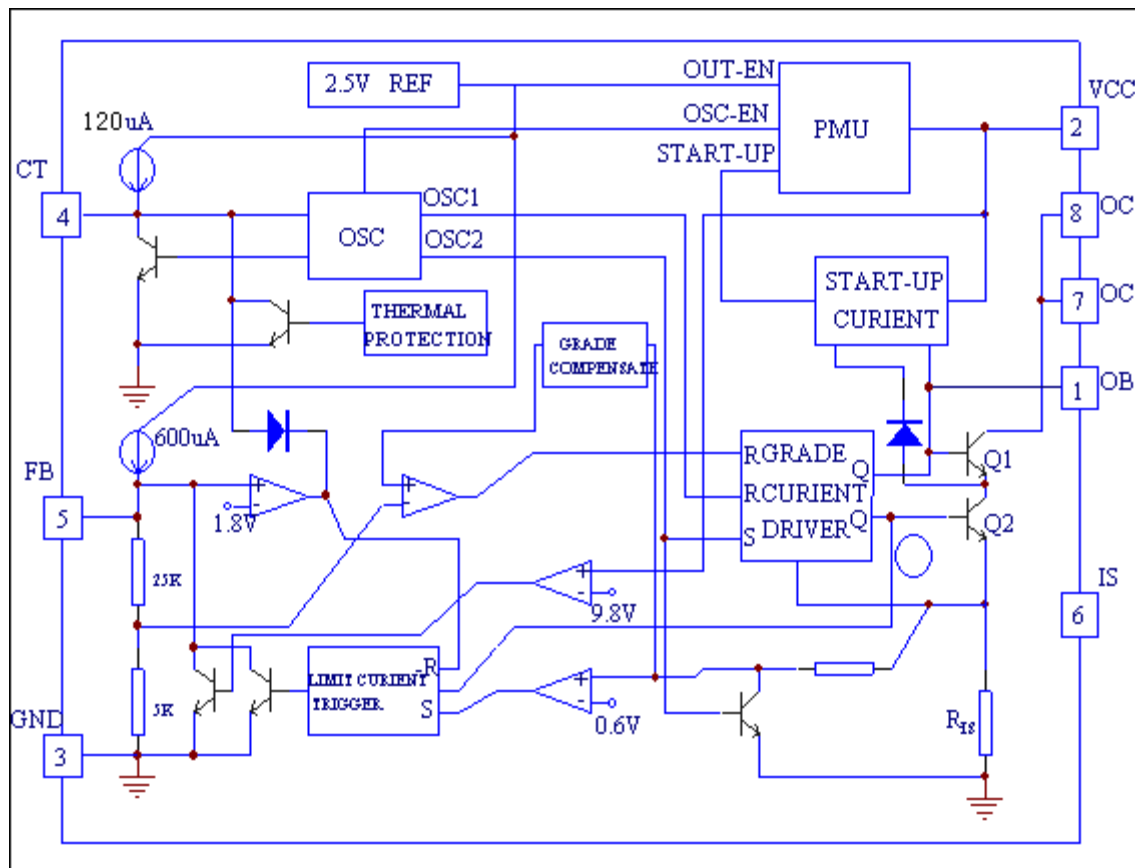 2.5V REF
OUT-EN
OSC-EN
START-UP
PMU
VCC
2
120uA
CT
4
OSC
OSC1
OSC2
OC
8
OC
7
START-UP
CURIENT
THERMAL
PROTECTION
GRADE
COMPENSATE
OB
1
600uA
FB
5
+
-
1.8V
+
-
R GRADE Q
R CURIENT
S DRIVER Q
Q1
Q2
25K
+
-
9.8V
IS
6
5K
LIMIT CURIENT
TRIGGER
-R
S
+
-
0.6V
RIS
GND
3